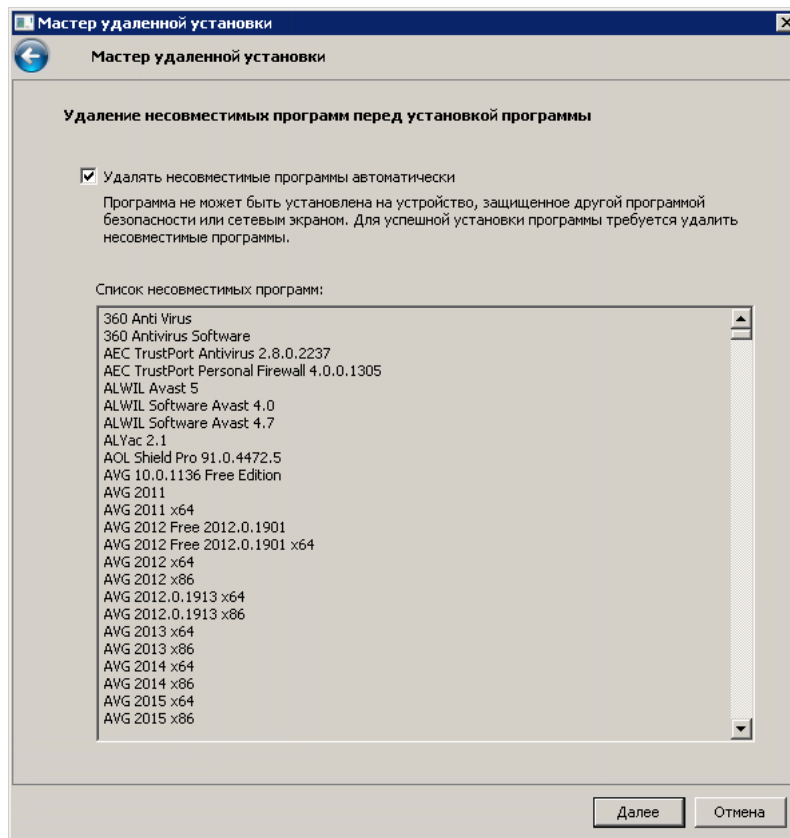 Мастер удаленной установки
Мастер удаленной установки
Удаление несовместимых программ перед установкой программы
Удалять несовместимые программы автоматически
Программа не может быть установлена на устройство, защищенное другой программой
безопасности или сетевым экраном. Для успешной установки программы требуется удалить
несовместимые программы.
Список несовместимых программ:
360 Anti Virus
360 Antivirus Software
AEC TrustPort Antivirus 2.8.0.2237
AEC TrustPort Personal Firewall 4.0.0.1305
ALWIL Avast 5
ALWIL Software Avast 4.0
ALWIL Software Avast 4.7
ALYac 2.1
AOL Shield Pro 91.0.4472.5
AVG 10.0.1136 Free Edition
AVG 2011
AVG 2011 x64
AVG 2012 Free 2012.0.1901
AVG 2012 Free 2012.0.1901 x64
AVG 2012 x64
AVG 2012 x86
AVG 2012.0.1913 x64
AVG 2012.0.1913 x86
AVG 2013 x64
AVG 2013 x86
AVG 2014 x64
AVG 2014 x86
AVG 2015 x64
AVG 2015 x86
Далее
Отмена